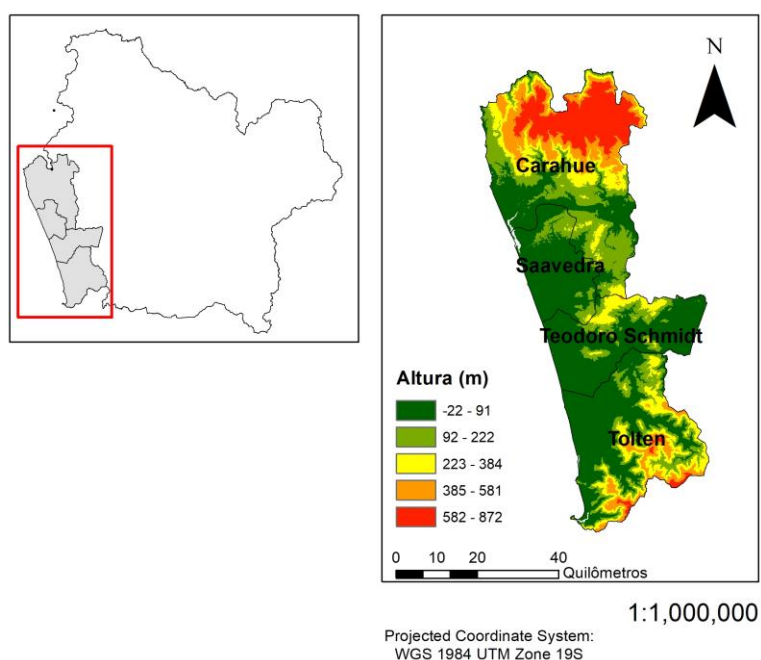 N
Carahue
Saavedra
Teodoro Schmidt
Tolten
Altura (m)
-22 - 91
92 - 222
223 - 384
385 - 581
582 - 872
0 10 20 40
Quilômetros
1:1,000,000
Projected Coordinate System:
WGS 1984 UTM Zone 19S